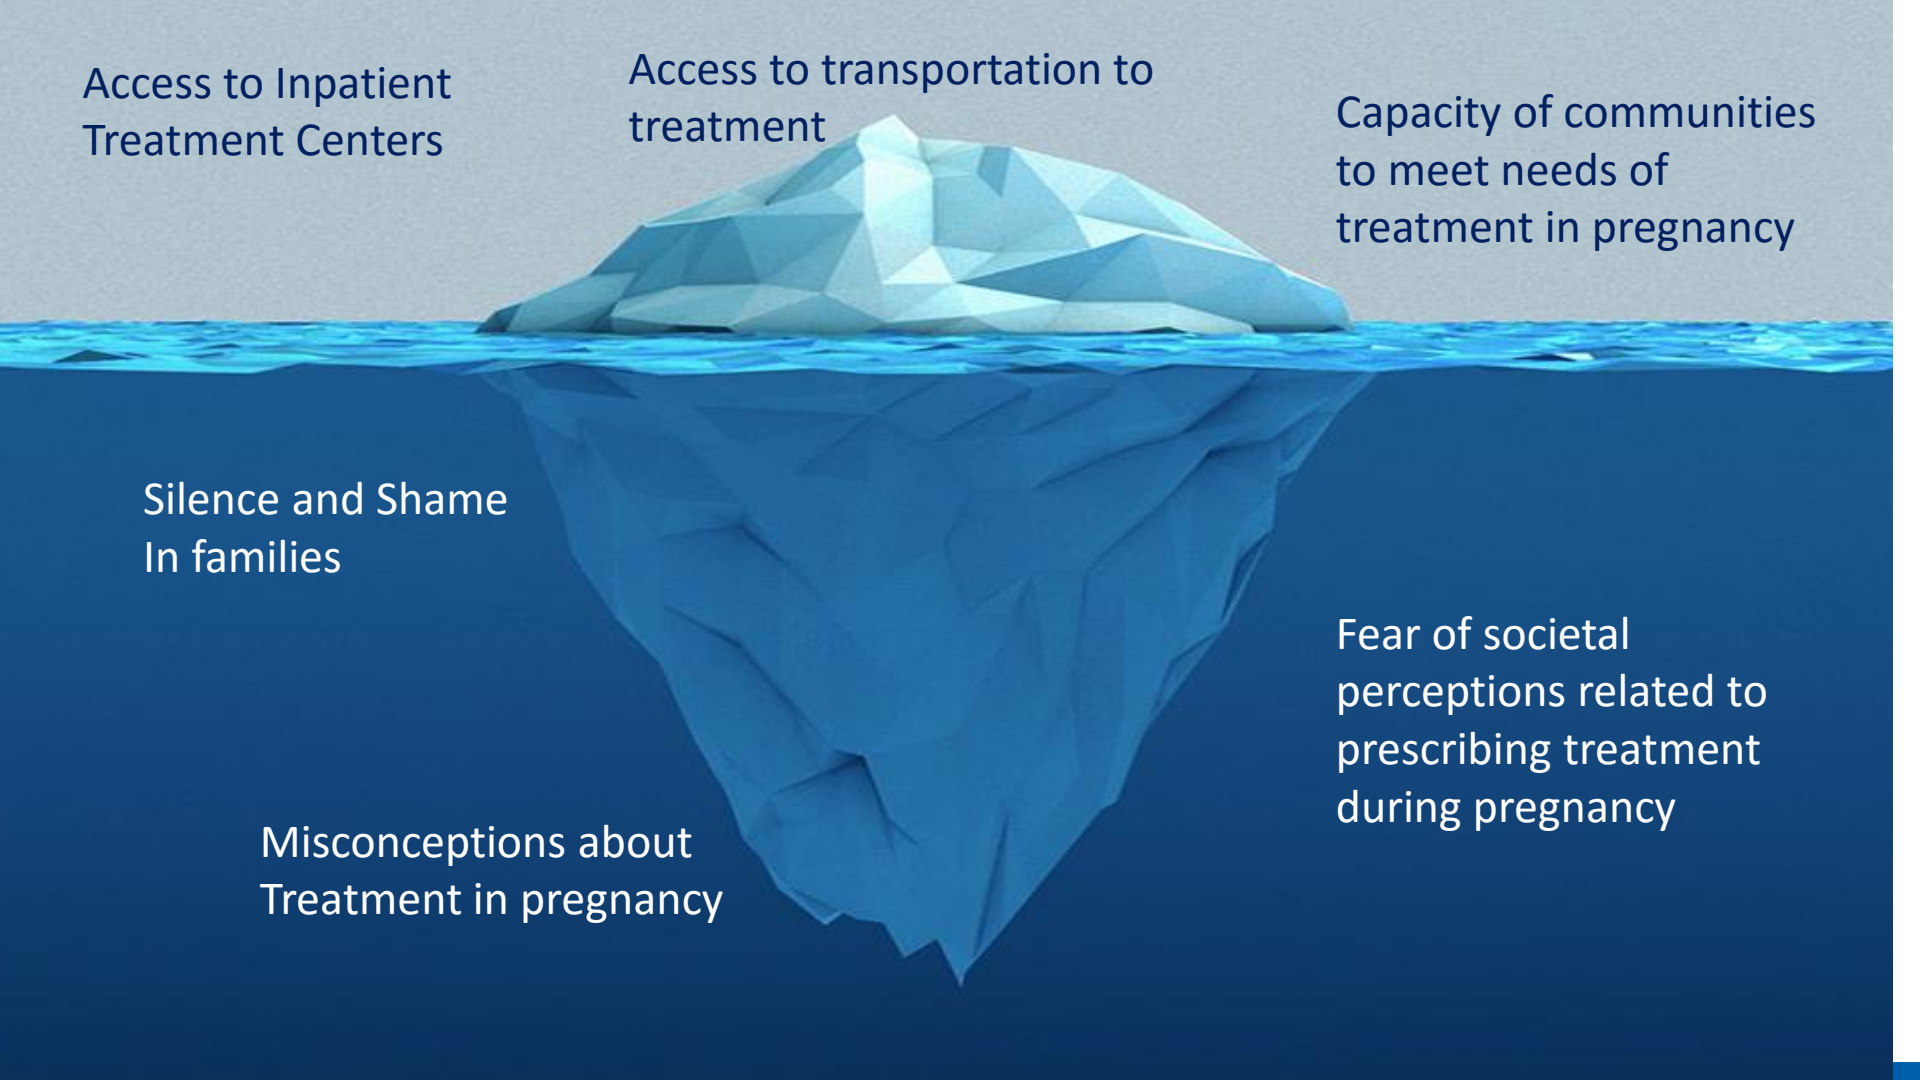 Access to Inpatient
Treatment Centers
Access to transportation to
treatment
Capacity of communities
to meet needs of
treatment in pregnancy
Silence and Shame
In families
Fear of societal
perceptions related to
prescribing treatment
during pregnancy
Misconceptions about
Treatment in pregnancy